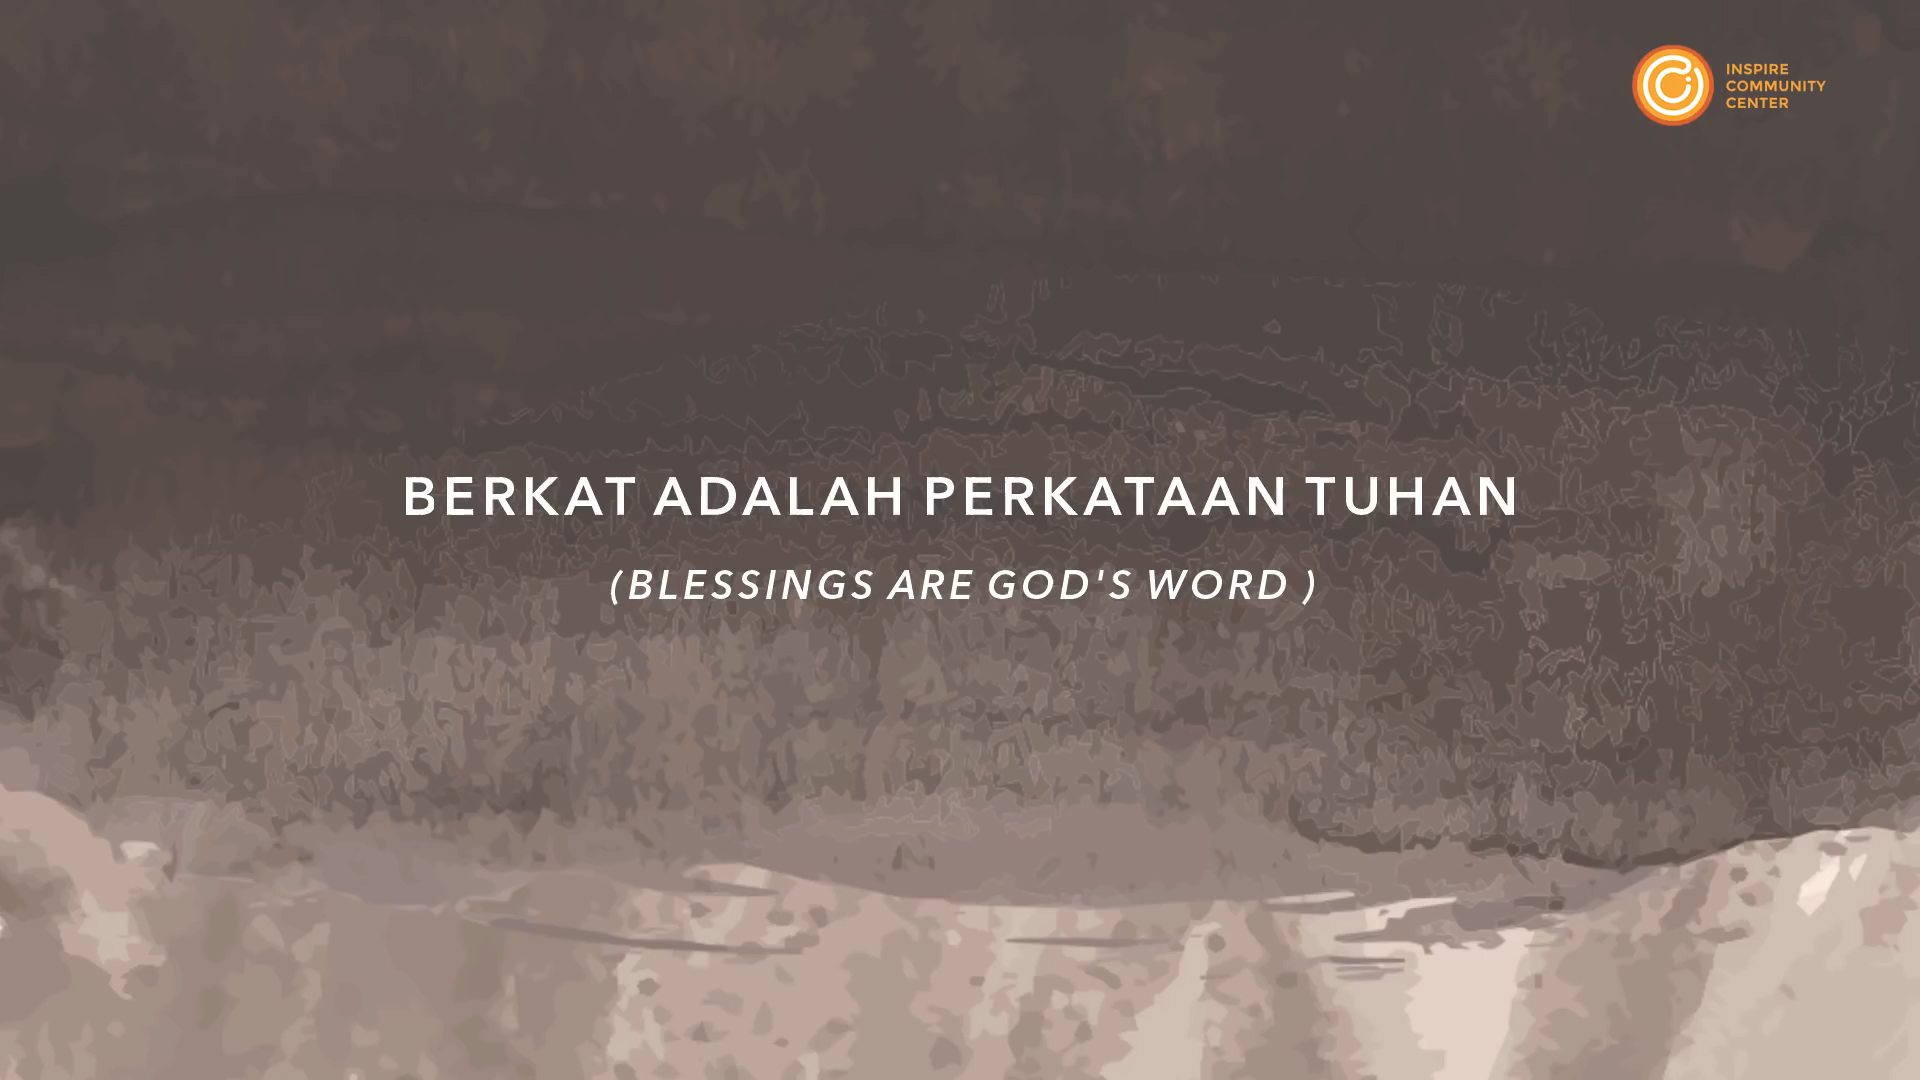 INSPIRE
COMMUNITY
CENTER
BERKAT ADALAH PERKATAAN TUHAN
(BLESSINGS ARE GOD'S WORD )